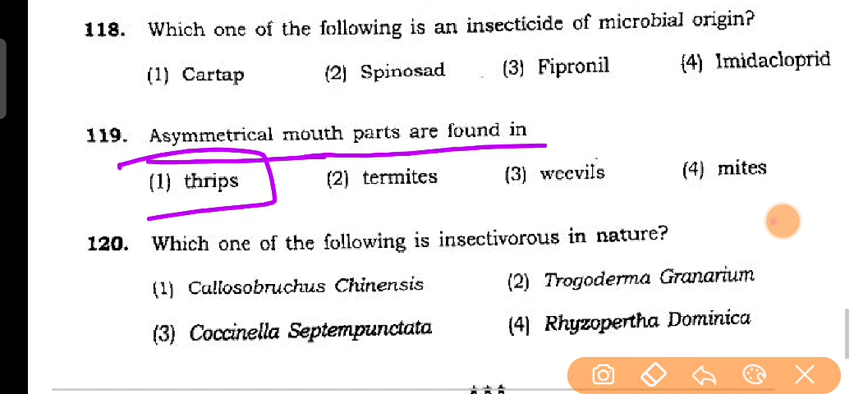 118. Which one of the following is an insecticide of microbial origin?
(1) Cartap (2) Spinosad (3) Fipronil (4) Imidacloprid
119. Asymmetrical mouth parts are found in
(1) thrips (2) termites (3) weevils (4) mites
120. Which one of the following is insectivorous in nature?
(1) Callosobruchus Chinensis (2) Trogoderma Granarium
(3) Coccinella Septempunctata (4) Rhyzopertha Dominica